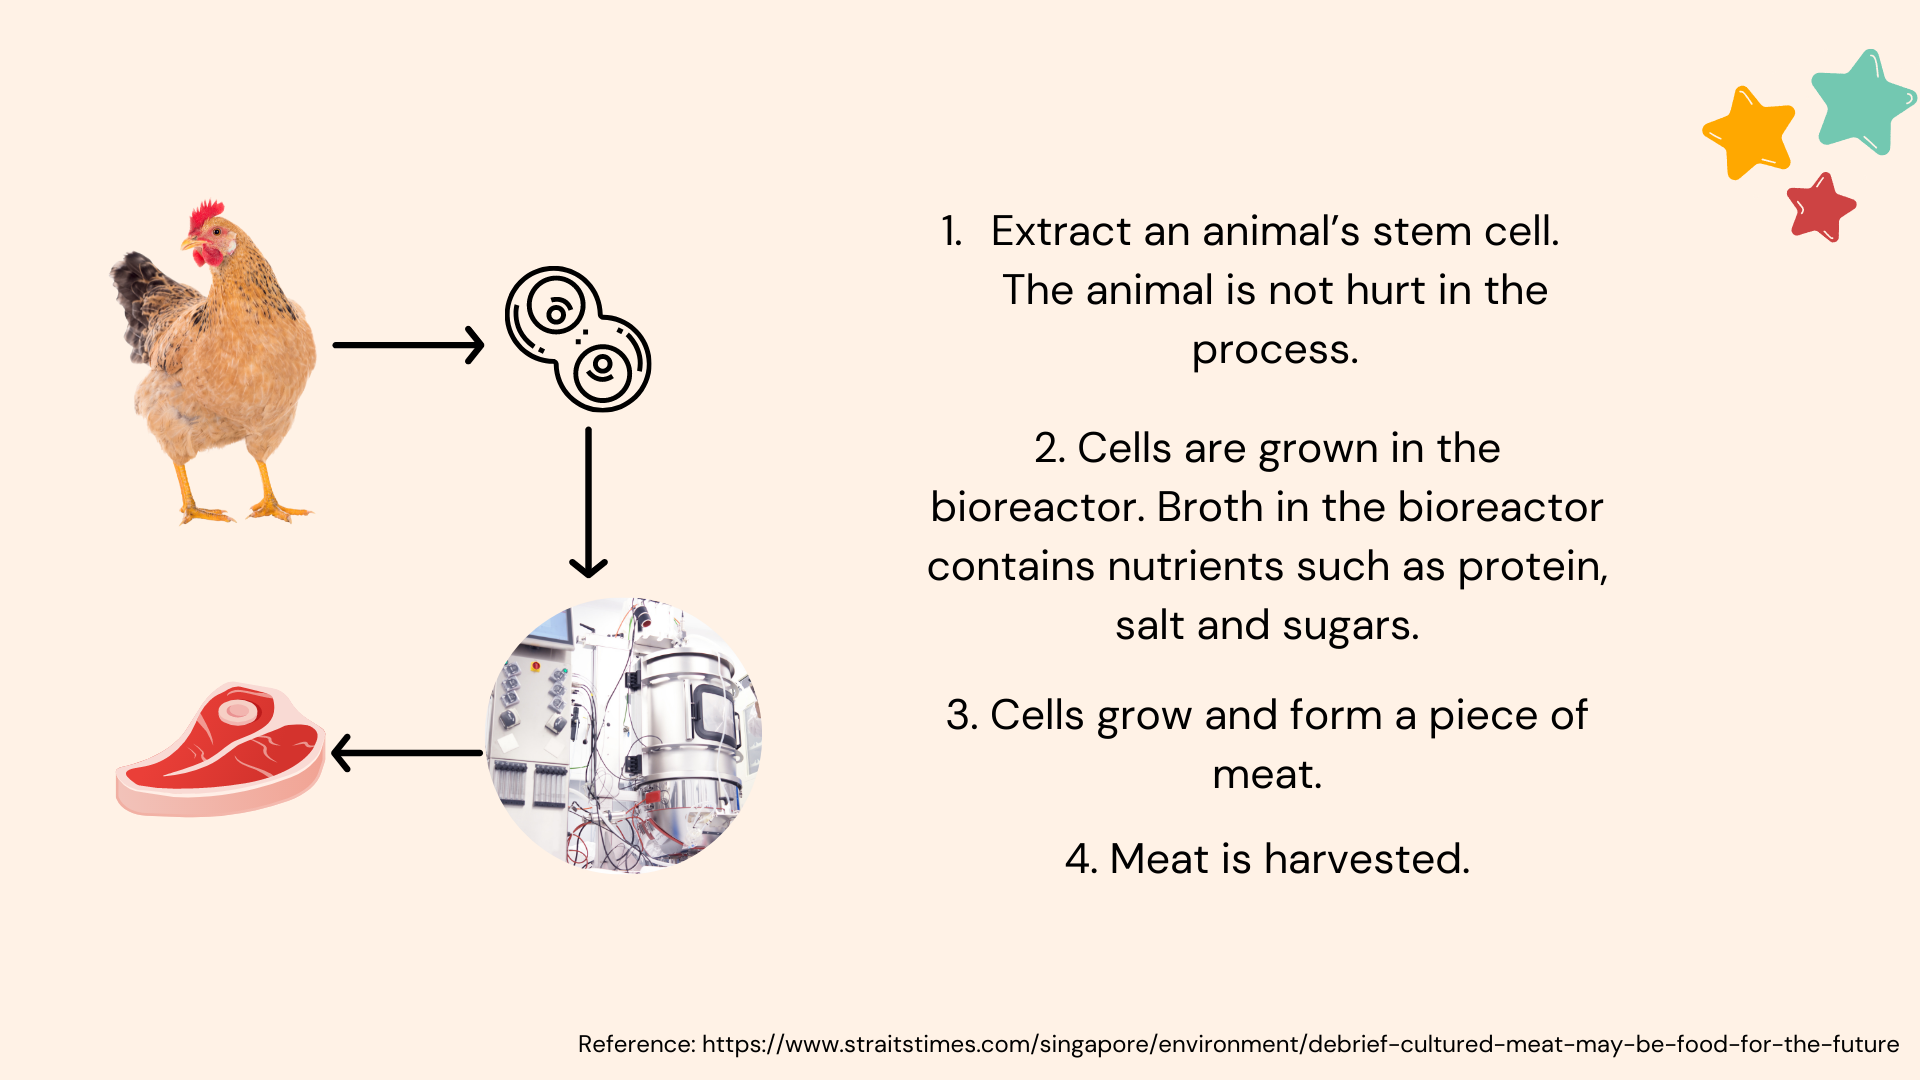 1. Extract an animal’s stem cell.
The animal is not hurt in the
process.
2. Cells are grown in the
bioreactor. Broth in the bioreactor
contains nutrients such as protein,
salt and sugars.
3. Cells grow and form a piece of
meat.
4. Meat is harvested.
Reference: https://www.straitstimes.com/singapore/environment/debrief-cultured-meat-may-be-food-for-the-future